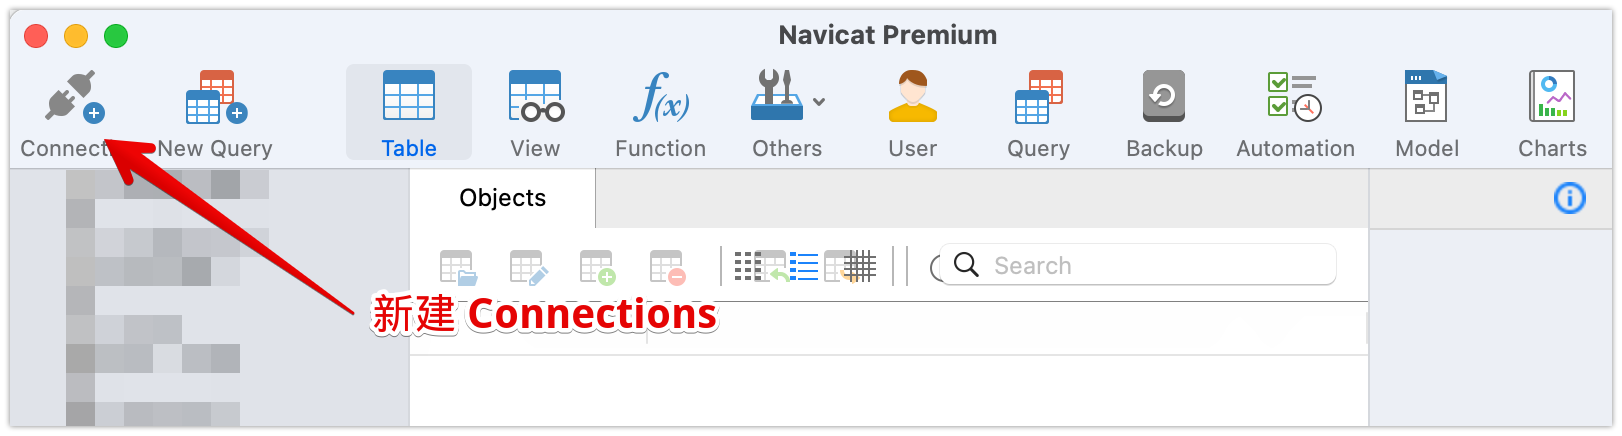 Navicat Premium
New Query Table View Function Others User Query Backup Automation Model Charts
Objects
Search
新建 Connections